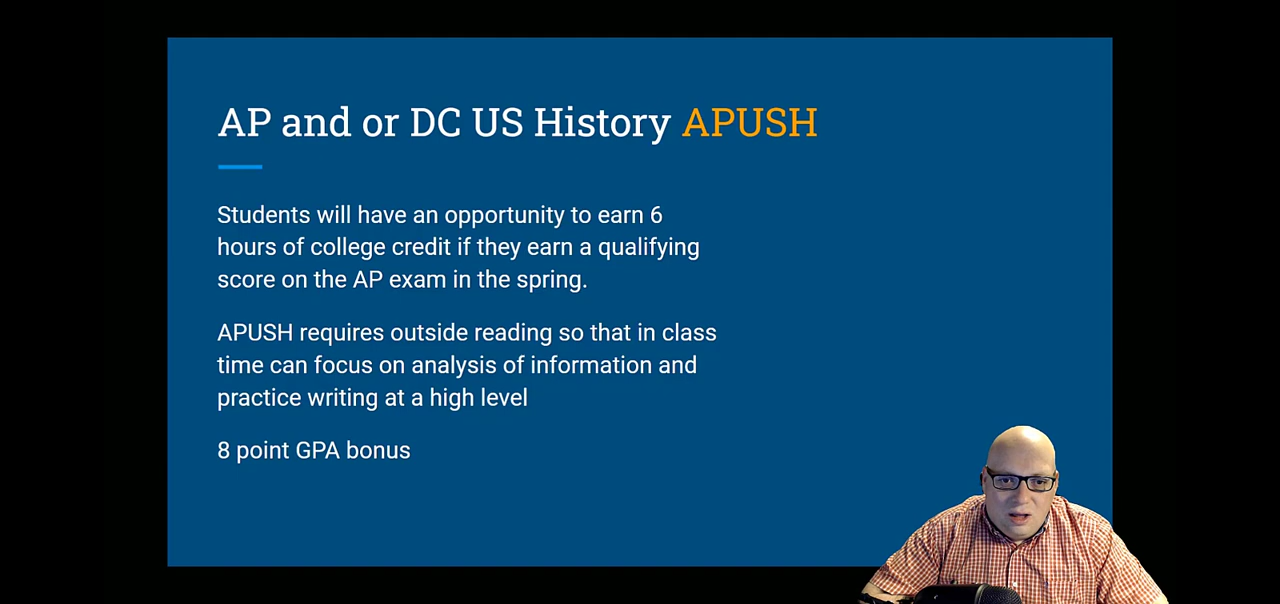 AP and or DC US History APUSH
Students will have an opportunity to earn 6
hours of college credit if they earn a qualifying
score on the AP exam in the spring.
APUSH requires outside reading so that in class
time can focus on analysis of information and
practice writing at a high level
8 point GPA bonus